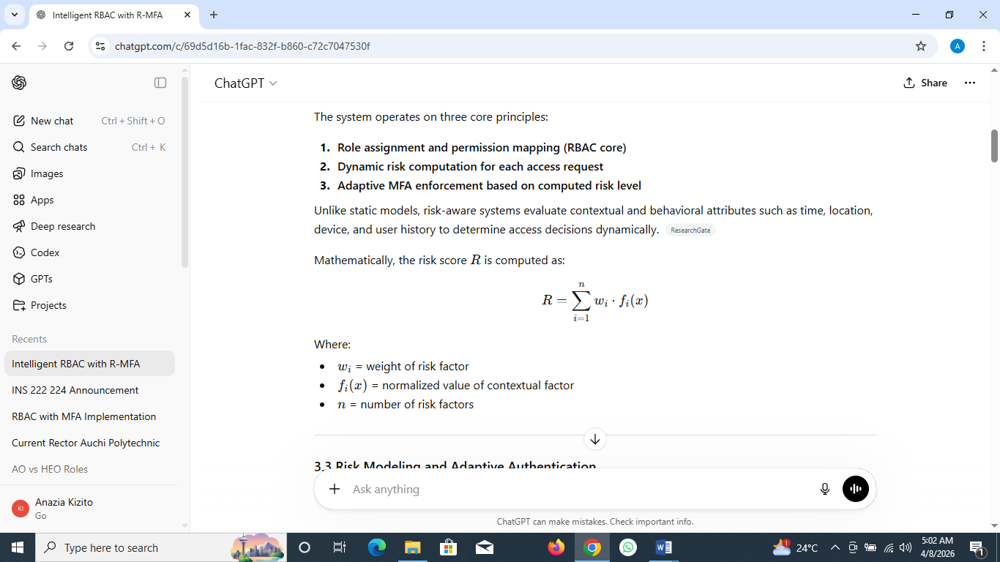 Intelligent RBAC with R-MFA
chatgpt.com/c/69d5d16b-1fac-832f-b860-c72c7047530f
A
ChatGPT
Share
New chat Ctrl + Shift + O
Search chats Ctrl + K
Images
Apps
Deep research
Codex
GPTs
Projects
Recents
Intelligent RBAC with R-MFA
INS 222 224 Announcement
RBAC with MFA Implementation
Current Rector Auchi Polytechnic
AO vs HEO Roles
KI
Anazia Kizito
Go
The system operates on three core principles:
1. Role assignment and permission mapping (RBAC core)
2. Dynamic risk computation for each access request
3. Adaptive MFA enforcement based on computed risk level
Unlike static models, risk-aware systems evaluate contextual and behavioral attributes such as time, location,
device, and user history to determine access decisions dynamically. ResearchGate
Mathematically, the risk score R is computed as:
R = ∑_{i=1}^{n} w_i · f_i(x)
Where:
• w_i = weight of risk factor
• f_i(x) = normalized value of contextual factor
• n = number of risk factors
3.3 Risk Modeling and Adaptive Authentication
Ask anything
ChatGPT can make mistakes. Check important info.
Type here to search
1
24°C
5:02 AM
4/8/2026
1